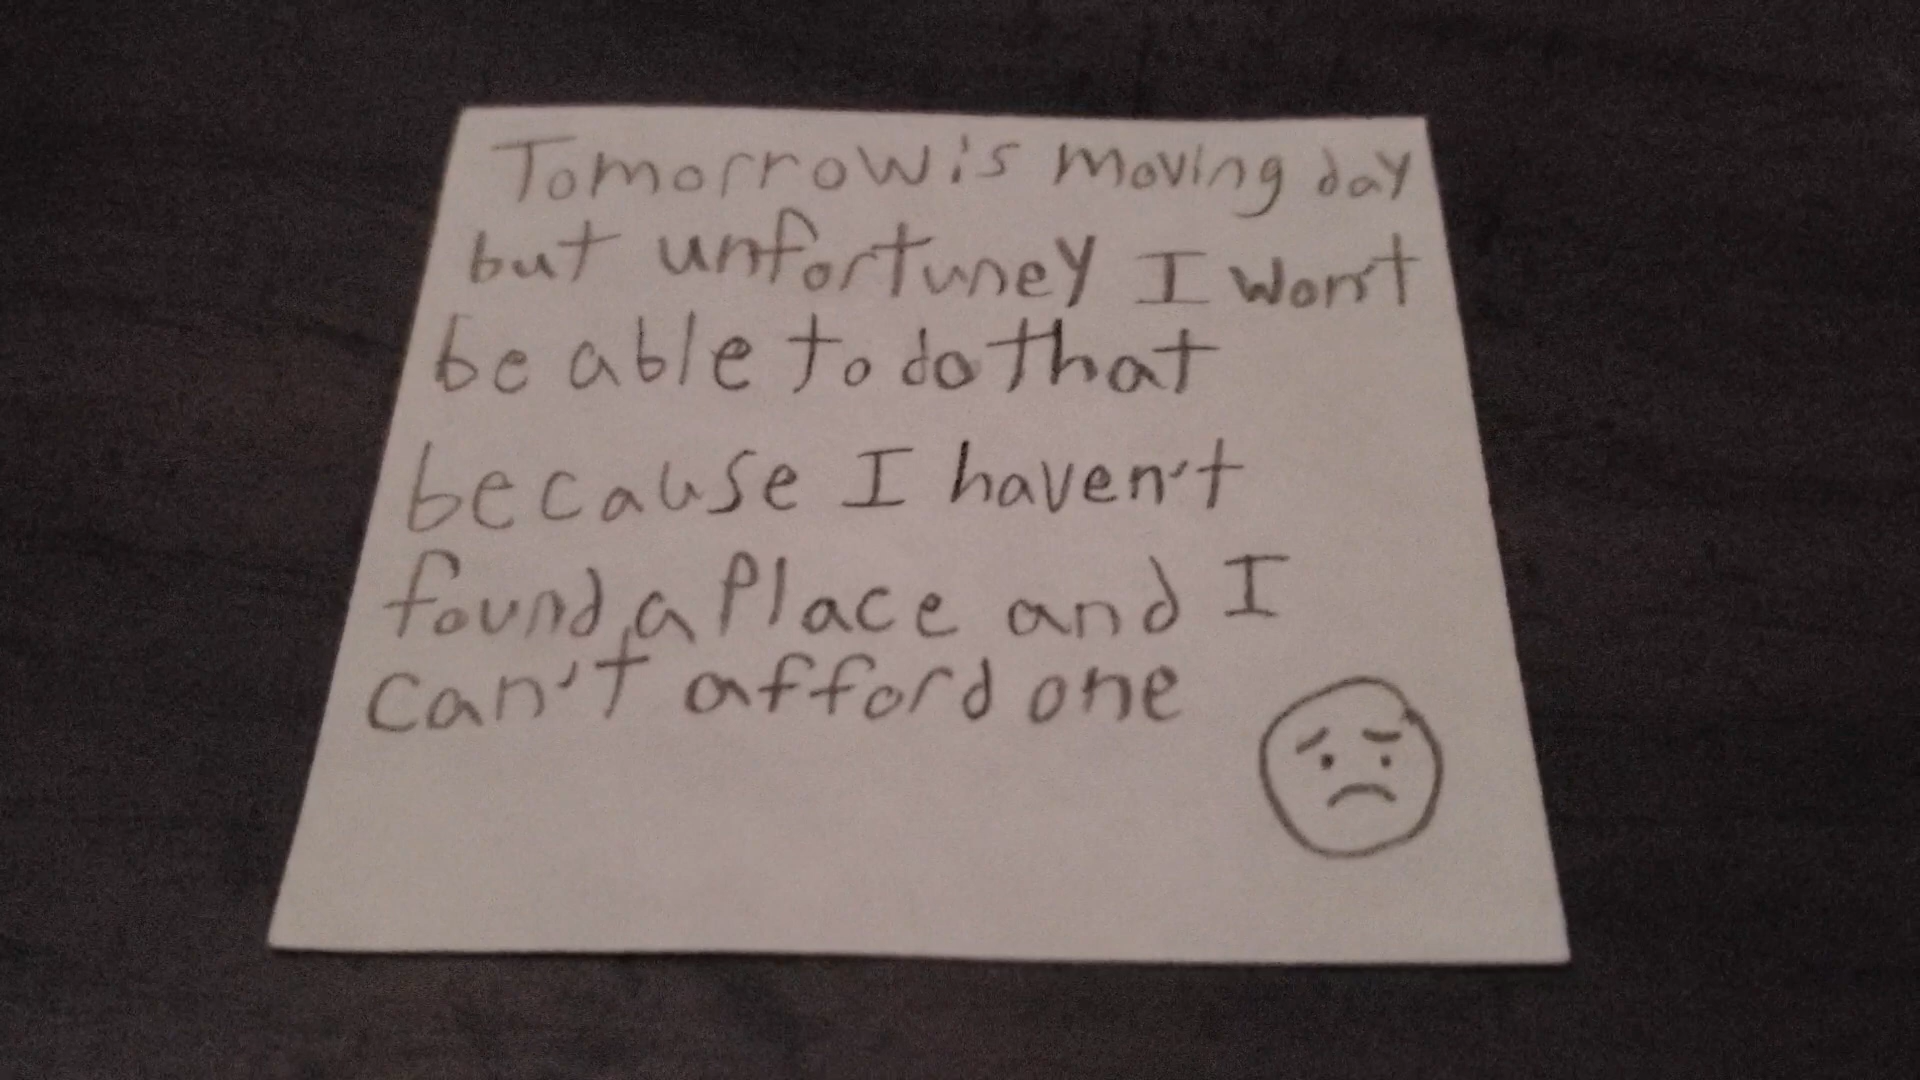 Tomorrow is moving day
but unfortuney I won't
be able to do that
because I haven't
found a Place and I
can't afford one